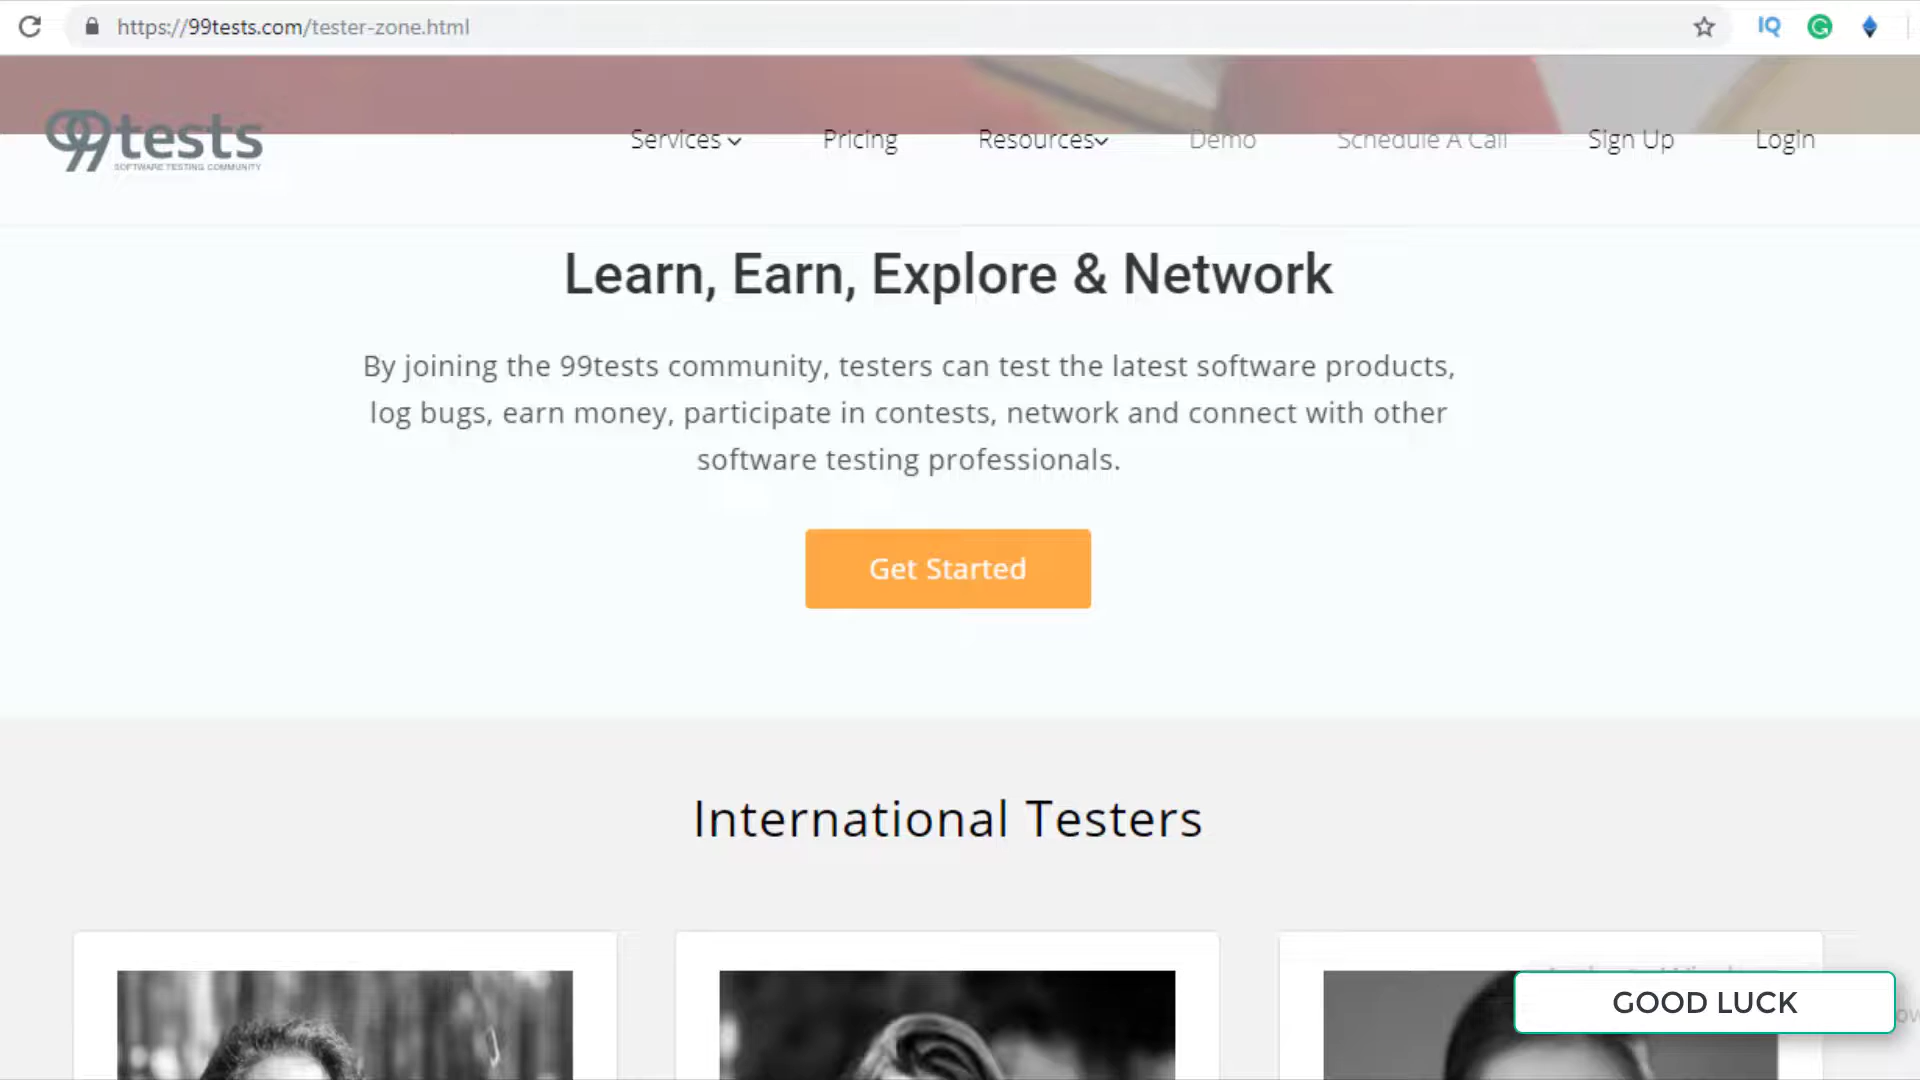 https://99tests.com/tester-zone.html
IQ
99tests
SOFTWARE TESTING COMMUNITY
Services Pricing Resources Demo Schedule A Call Sign Up Login
Learn, Earn, Explore & Network
By joining the 99tests community, testers can test the latest software products,
log bugs, earn money, participate in contests, network and connect with other
software testing professionals.
Get Started
International Testers
GOOD LUCK